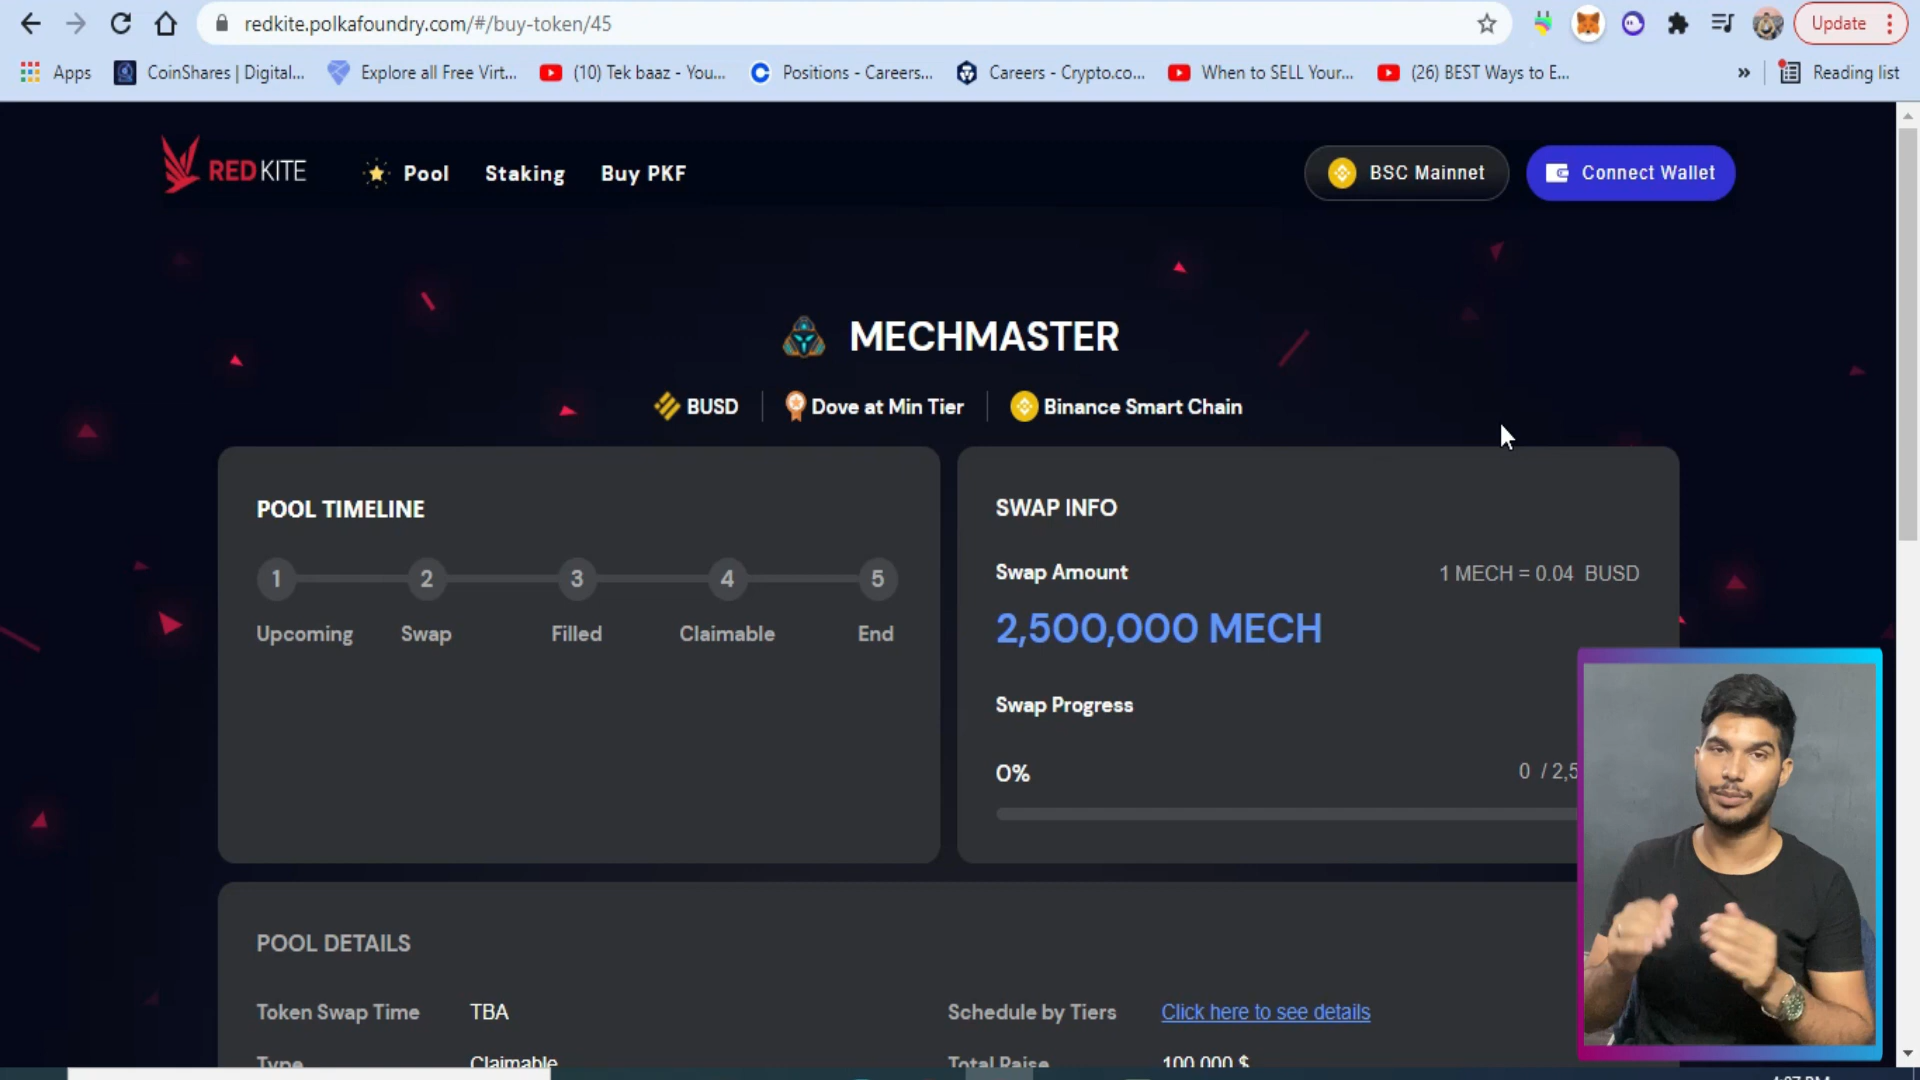 redkite.polkafoundry.com/#/buy-token/45
Update
Apps
CoinShares | Digital...
Explore all Free Virt...
(10) Tek baaz - You...
Positions - Careers...
Careers - Crypto.co...
When to SELL Your...
(26) BEST Ways to E...
»
Reading list
REDKITE
Pool
Staking
Buy PKF
BSC Mainnet
Connect Wallet
MECHMASTER
BUSD
Dove at Min Tier
Binance Smart Chain
POOL TIMELINE
1 2 3 4 5
Upcoming Swap Filled Claimable End
SWAP INFO
Swap Amount
1 MECH = 0.04 BUSD
2,500,000 MECH
Swap Progress
0%
0 / 2,5
POOL DETAILS
Token Swap Time TBA
Schedule by Tiers Click here to see details
Type Claimable
Total Raise 100,000 $